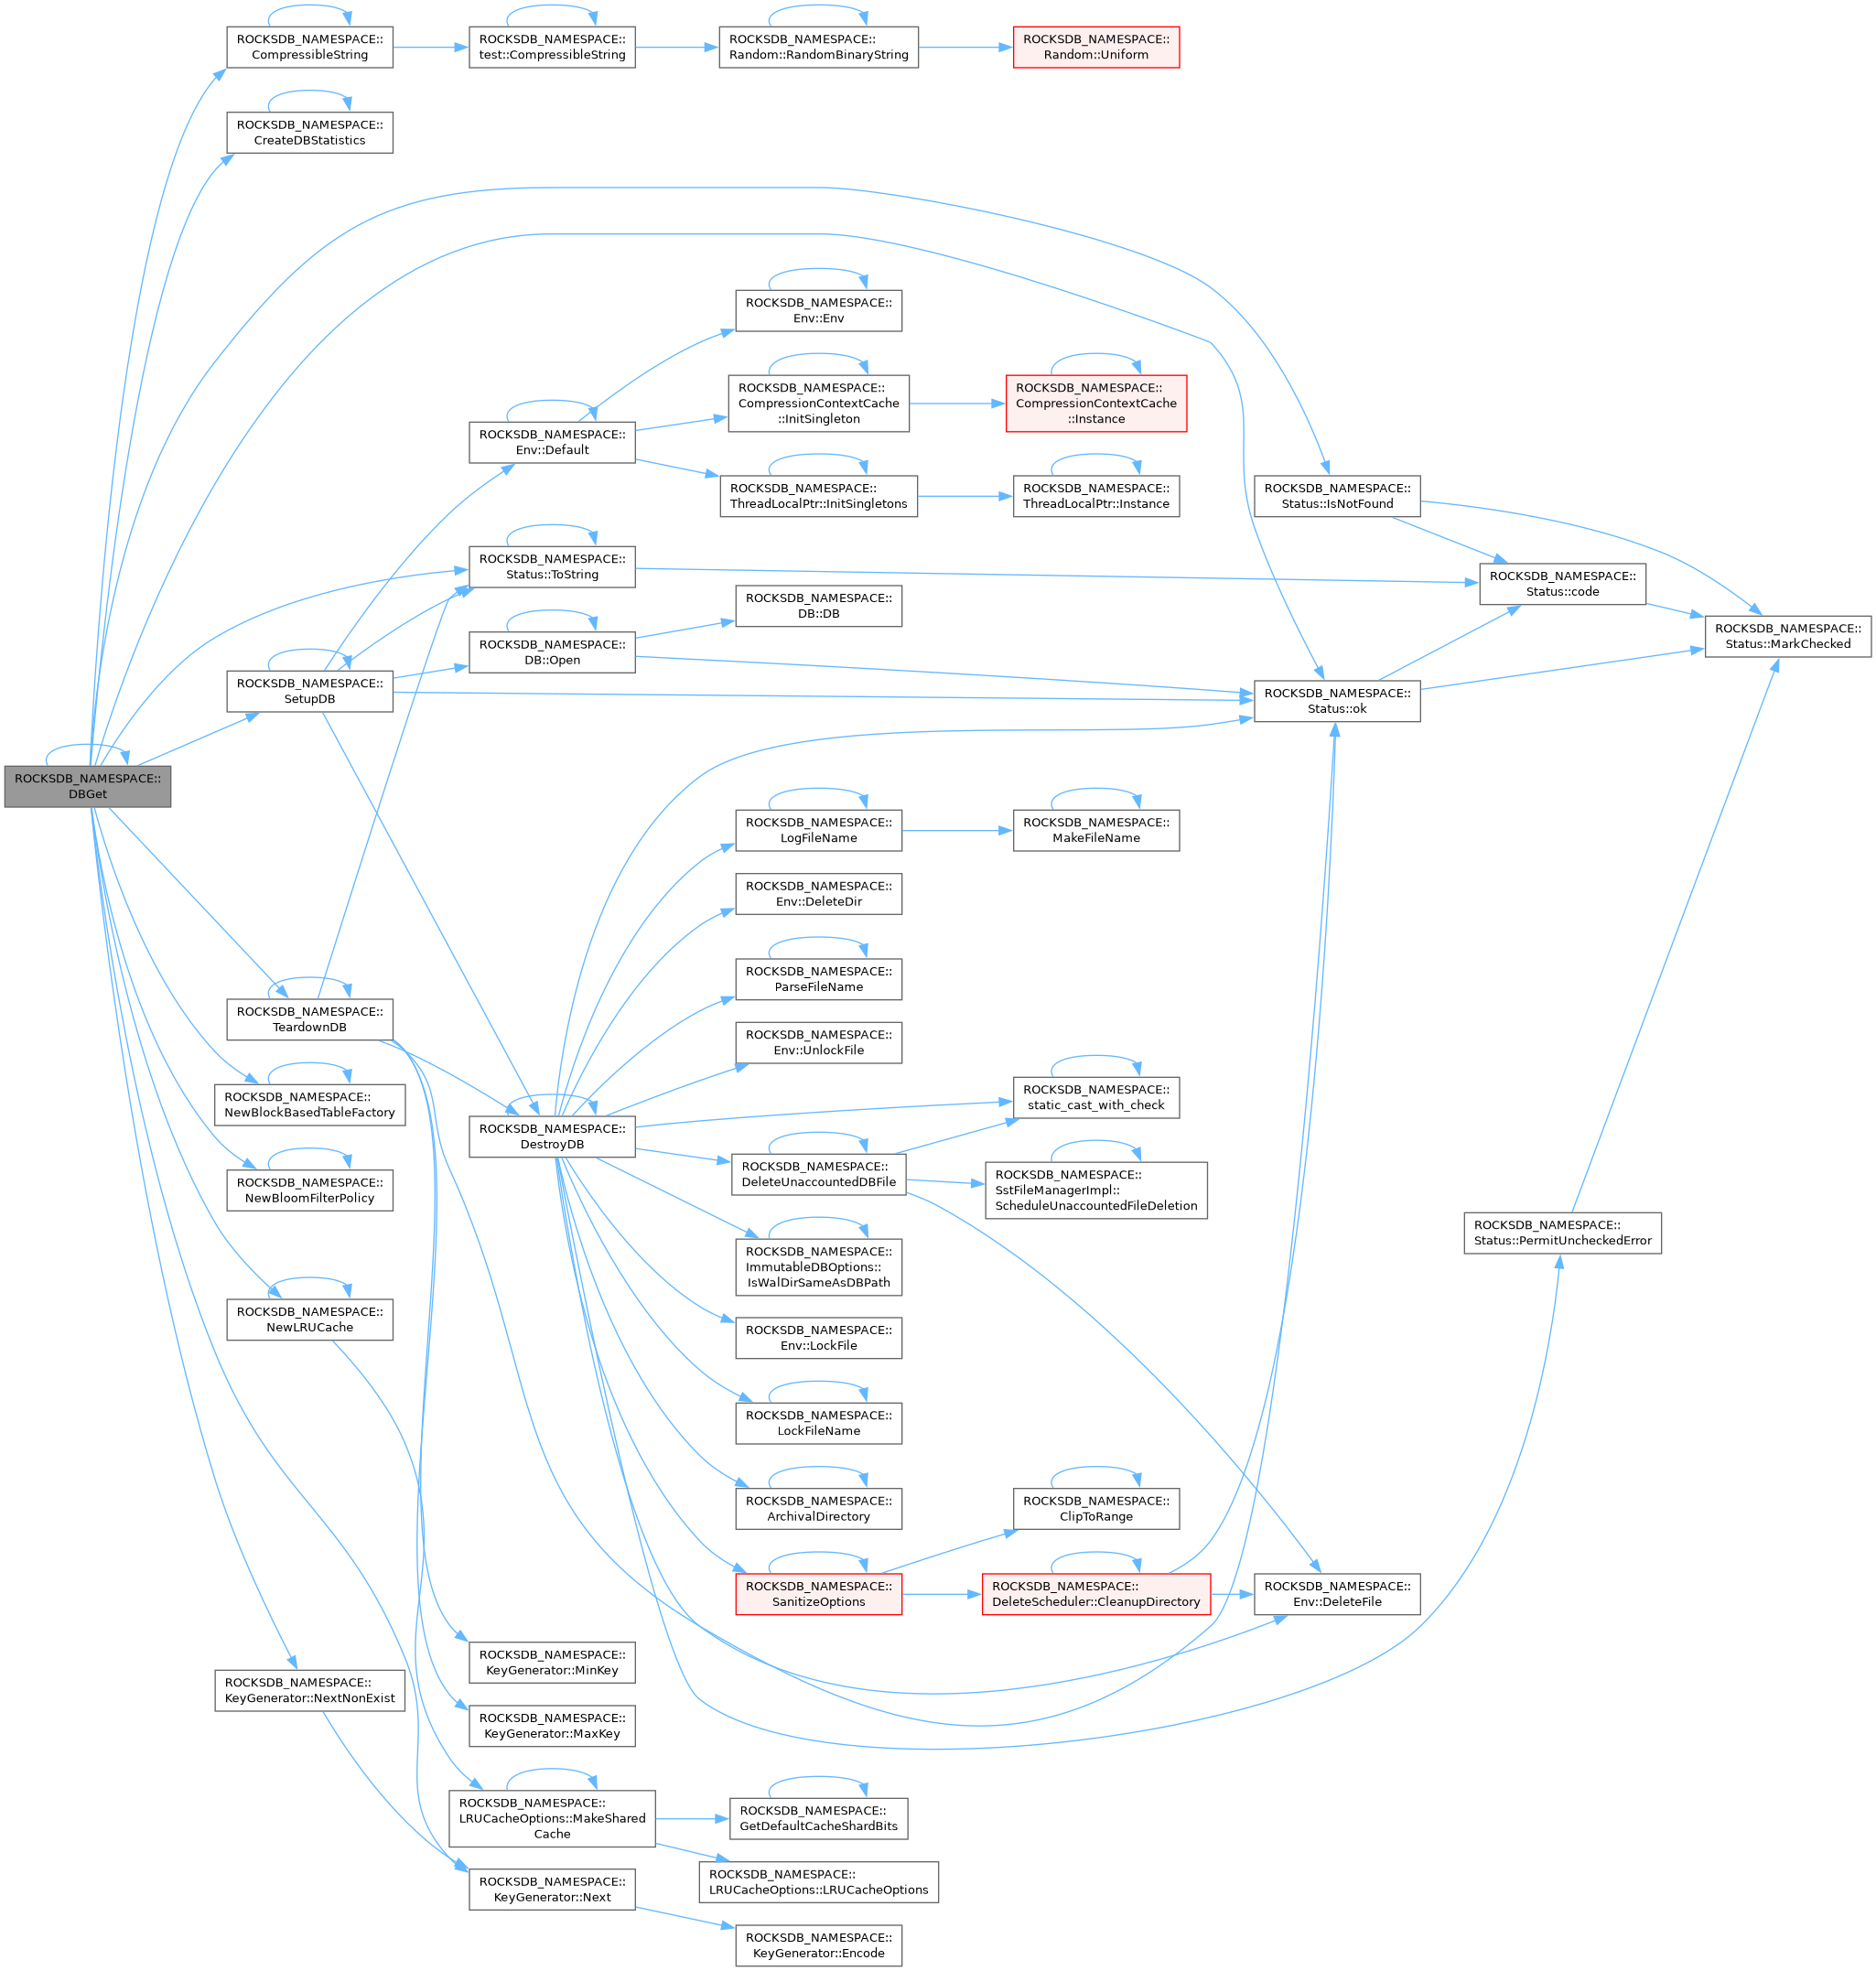 ROCKSDB_NAMESPACE::
DBGet
ROCKSDB_NAMESPACE::
CompressibleString
ROCKSDB_NAMESPACE::
test::CompressibleString
ROCKSDB_NAMESPACE::
Random::RandomBinaryString
ROCKSDB_NAMESPACE::
Random::Uniform
ROCKSDB_NAMESPACE::
CreateDBStatistics
ROCKSDB_NAMESPACE::
Env::Env
ROCKSDB_NAMESPACE::
CompressionContextCache
::InitSingleton
ROCKSDB_NAMESPACE::
CompressionContextCache
::Instance
ROCKSDB_NAMESPACE::
Env::Default
ROCKSDB_NAMESPACE::
ThreadLocalPtr::InitSingletons
ROCKSDB_NAMESPACE::
ThreadLocalPtr::Instance
ROCKSDB_NAMESPACE::
Status::IsNotFound
ROCKSDB_NAMESPACE::
Status::ToString
ROCKSDB_NAMESPACE::
Status::code
ROCKSDB_NAMESPACE::
DB::DB
ROCKSDB_NAMESPACE::
Status::MarkChecked
ROCKSDB_NAMESPACE::
DB::Open
ROCKSDB_NAMESPACE::
SetupDB
ROCKSDB_NAMESPACE::
Status::ok
ROCKSDB_NAMESPACE::
LogFileName
ROCKSDB_NAMESPACE::
MakeFileName
ROCKSDB_NAMESPACE::
Env::DeleteDir
ROCKSDB_NAMESPACE::
ParseFileName
ROCKSDB_NAMESPACE::
TeardownDB
ROCKSDB_NAMESPACE::
Env::UnlockFile
ROCKSDB_NAMESPACE::
NewBlockBasedTableFactory
ROCKSDB_NAMESPACE::
static_cast_with_check
ROCKSDB_NAMESPACE::
DestroyDB
ROCKSDB_NAMESPACE::
DeleteUnaccountedDBFile
ROCKSDB_NAMESPACE::
SstFileManagerImpl::
ScheduleUnaccountedFileDeletion
ROCKSDB_NAMESPACE::
NewBloomFilterPolicy
ROCKSDB_NAMESPACE::
Status::PermitUncheckedError
ROCKSDB_NAMESPACE::
ImmutableDBOptions::
IsWalDirSameAsDBPath
ROCKSDB_NAMESPACE::
NewLRUCache
ROCKSDB_NAMESPACE::
Env::LockFile
ROCKSDB_NAMESPACE::
LockFileName
ROCKSDB_NAMESPACE::
ArchivalDirectory
ROCKSDB_NAMESPACE::
ClipToRange
ROCKSDB_NAMESPACE::
SanitizeOptions
ROCKSDB_NAMESPACE::
DeleteScheduler::CleanupDirectory
ROCKSDB_NAMESPACE::
Env::DeleteFile
ROCKSDB_NAMESPACE::
KeyGenerator::MinKey
ROCKSDB_NAMESPACE::
KeyGenerator::NextNonExist
ROCKSDB_NAMESPACE::
KeyGenerator::MaxKey
ROCKSDB_NAMESPACE::
LRUCacheOptions::MakeShared
Cache
ROCKSDB_NAMESPACE::
GetDefaultCacheShardBits
ROCKSDB_NAMESPACE::
LRUCacheOptions::LRUCacheOptions
ROCKSDB_NAMESPACE::
KeyGenerator::Next
ROCKSDB_NAMESPACE::
KeyGenerator::Encode